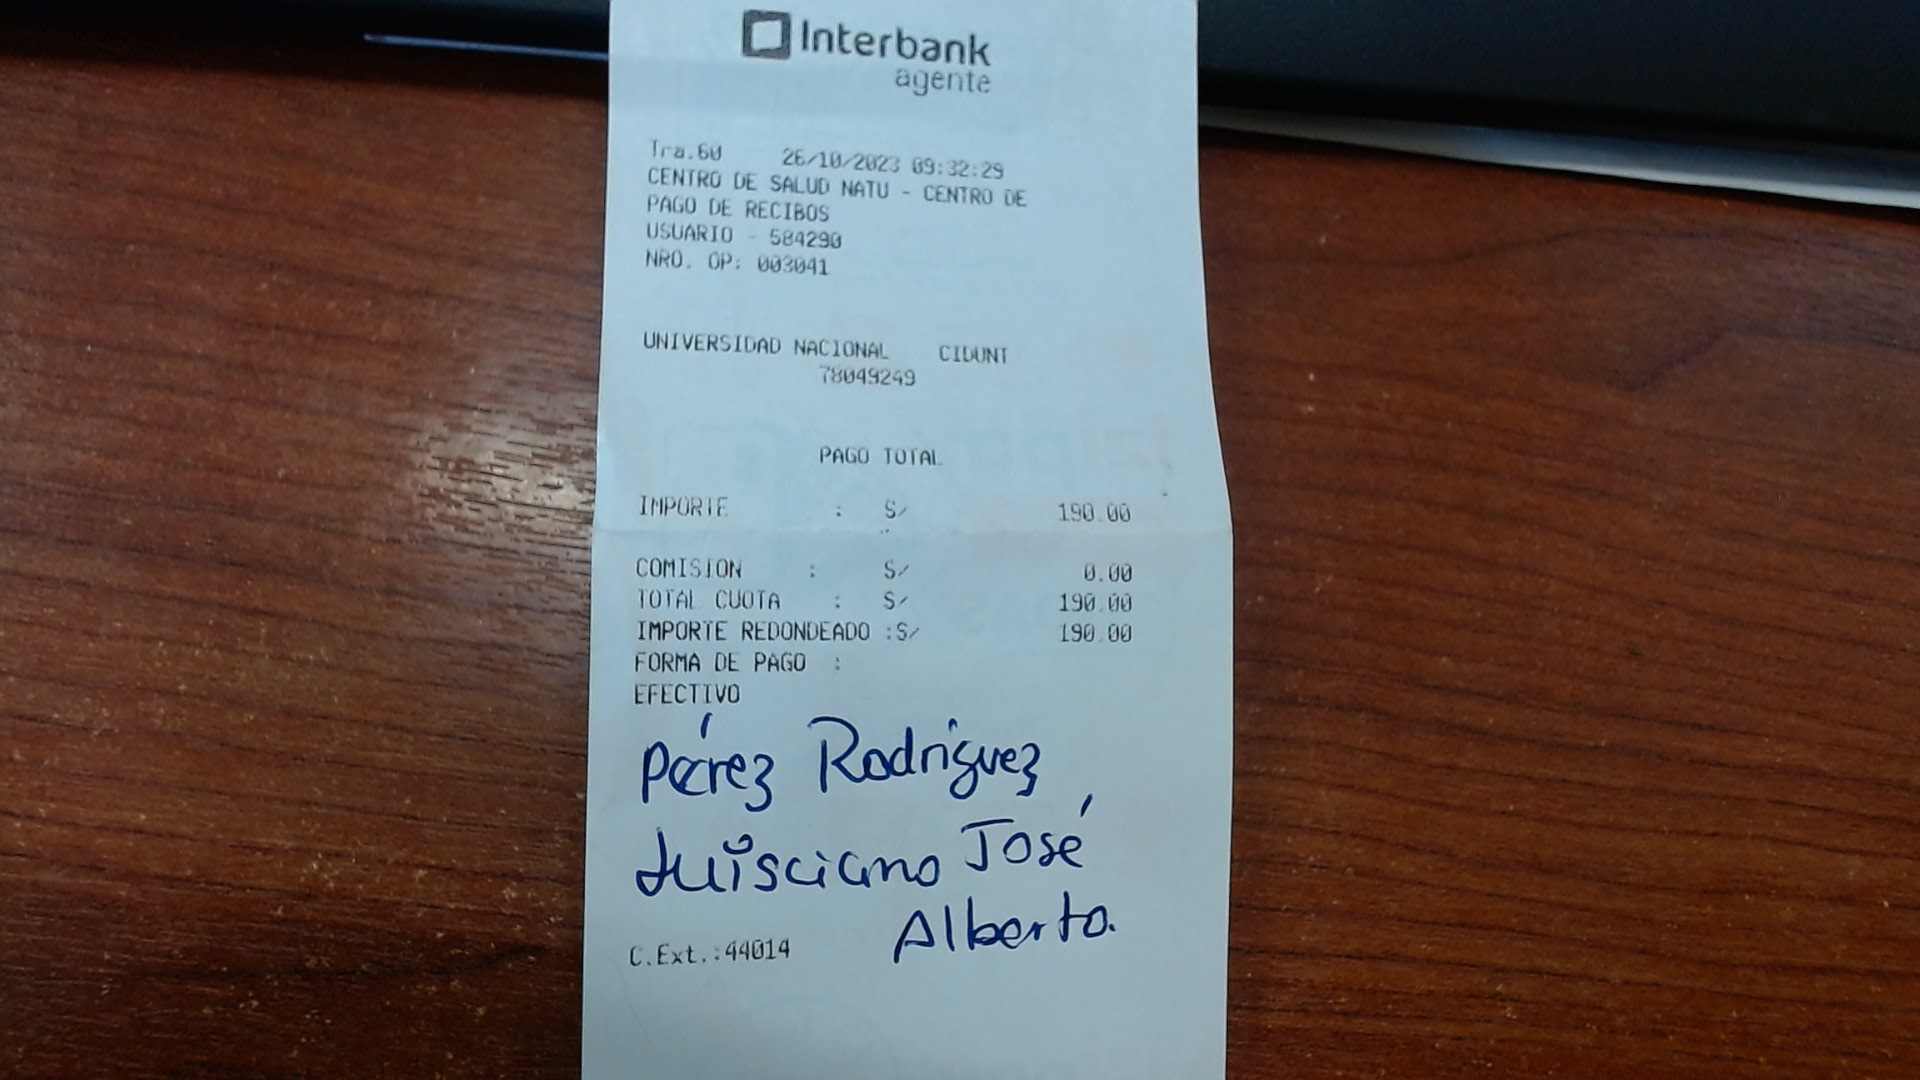 Interbank
agente
Tra.60 26/10/2023 09:32:29
CENTRO DE SALUD NATU - CENTRO DE
PAGO DE RECIBOS
USUARIO - 584290
NRO. OP: 003041
UNIVERSIDAD NACIONAL CIDUNT
78049249
PAGO TOTAL
IMPORTE : S/ 190.00
COMISION : S/ 0.00
TOTAL CUOTA : S/ 190.00
IMPORTE REDONDEADO :S/ 190.00
FORMA DE PAGO :
EFECTIVO
Pérez Rodríguez
Juisciano José
Alberto.
C.Ext.:44014